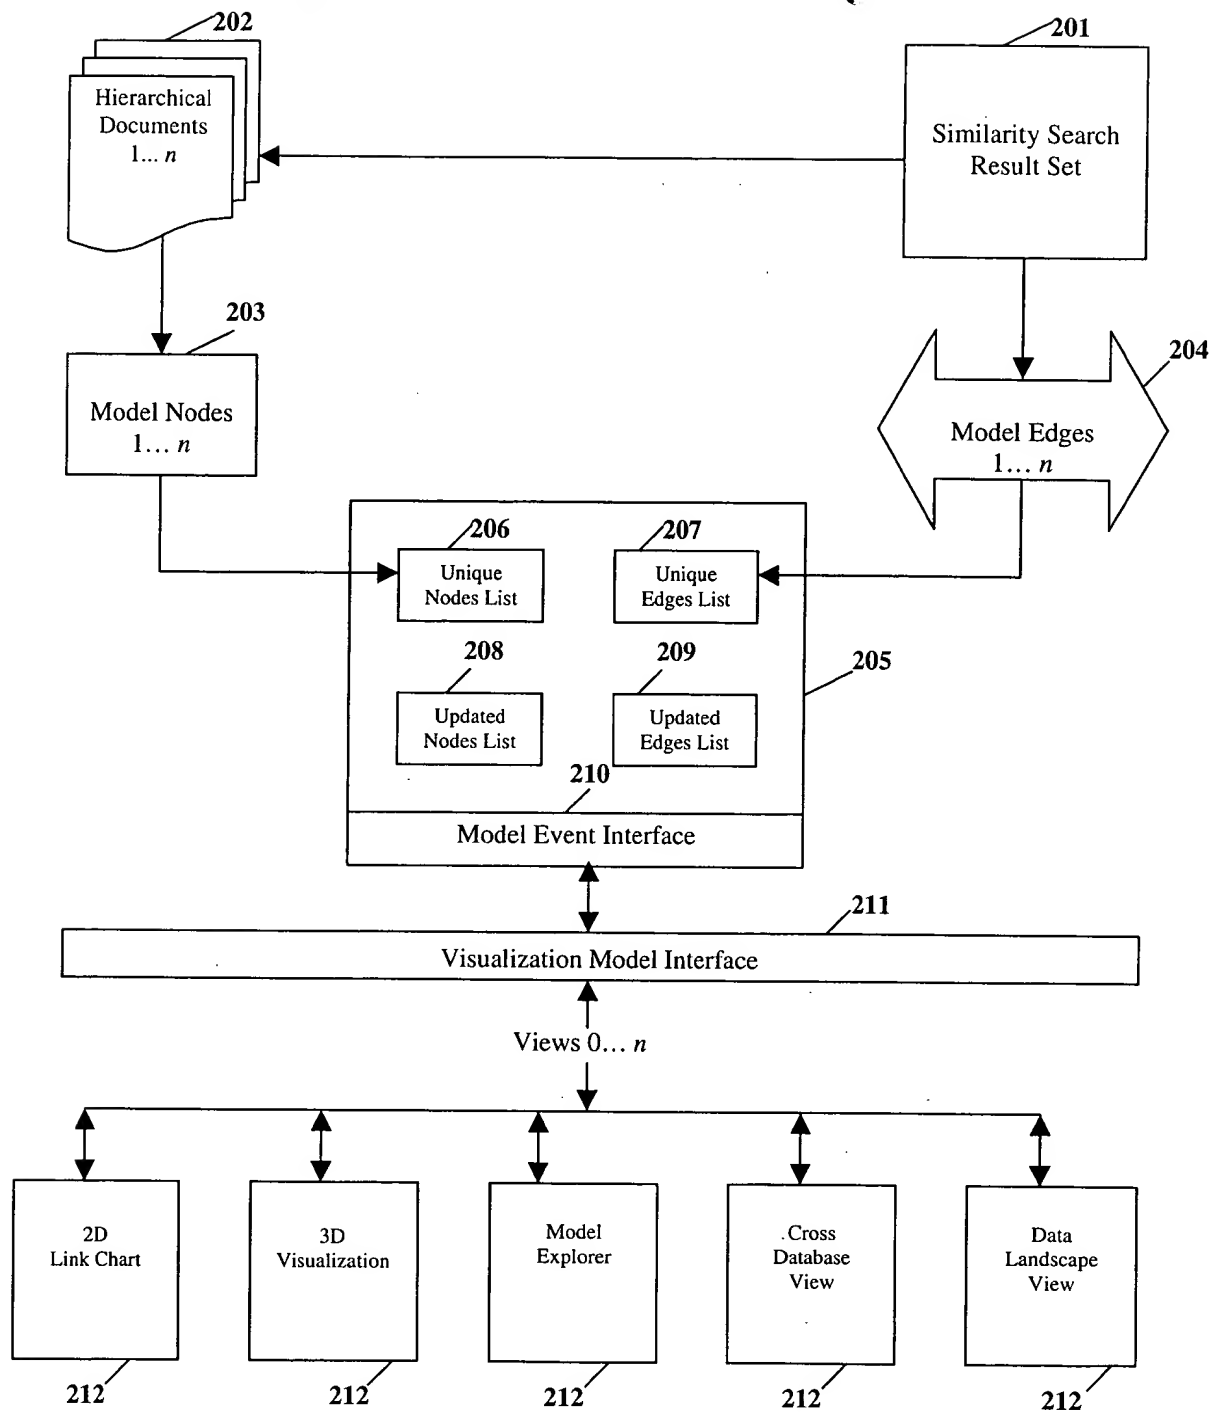 202
201
Hierarchical
Documents
1... n
Similarity Search
Result Set
203
204
Model Nodes
1... n
Model Edges
1... n
206
207
Unique
Nodes List
Unique
Edges List
208
209
205
Updated
Nodes List
Updated
Edges List
210
Model Event Interface
211
Visualization Model Interface
Views 0... n
2D
Link Chart
3D
Visualization
Model
Explorer
Cross
Database
View
Data
Landscape
View
212
212
212
212
212